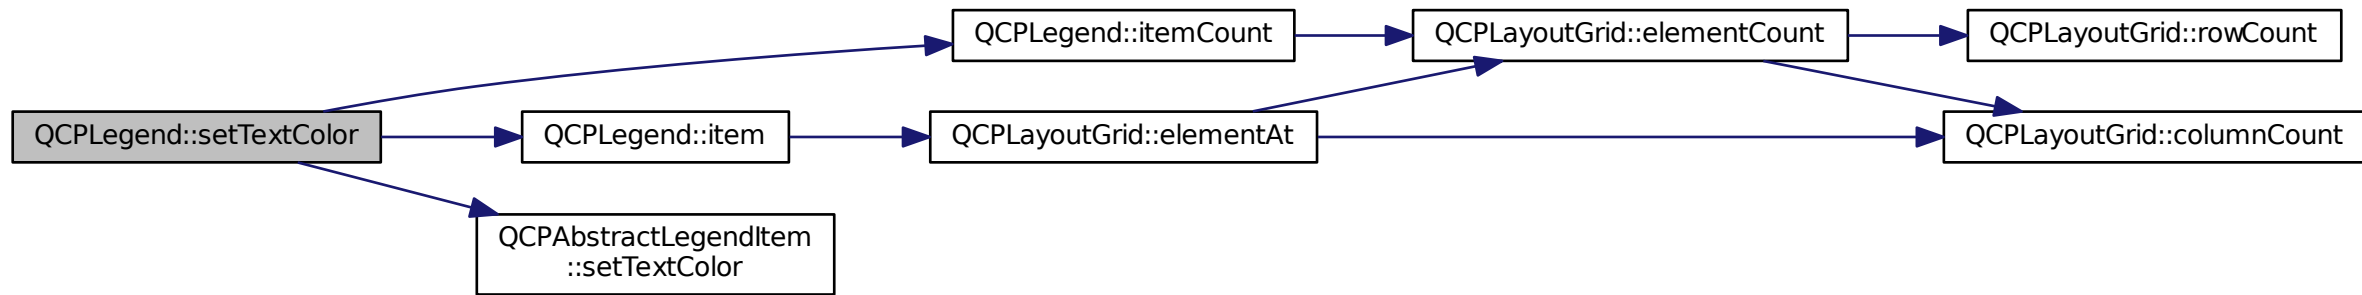 QCPLegend::itemCount
QCPLayoutGrid::elementCount
QCPLayoutGrid::rowCount
QCPLegend::setTextColor
QCPLegend::item
QCPLayoutGrid::elementAt
QCPLayoutGrid::columnCount
QCPAbstractLegendItem
::setTextColor